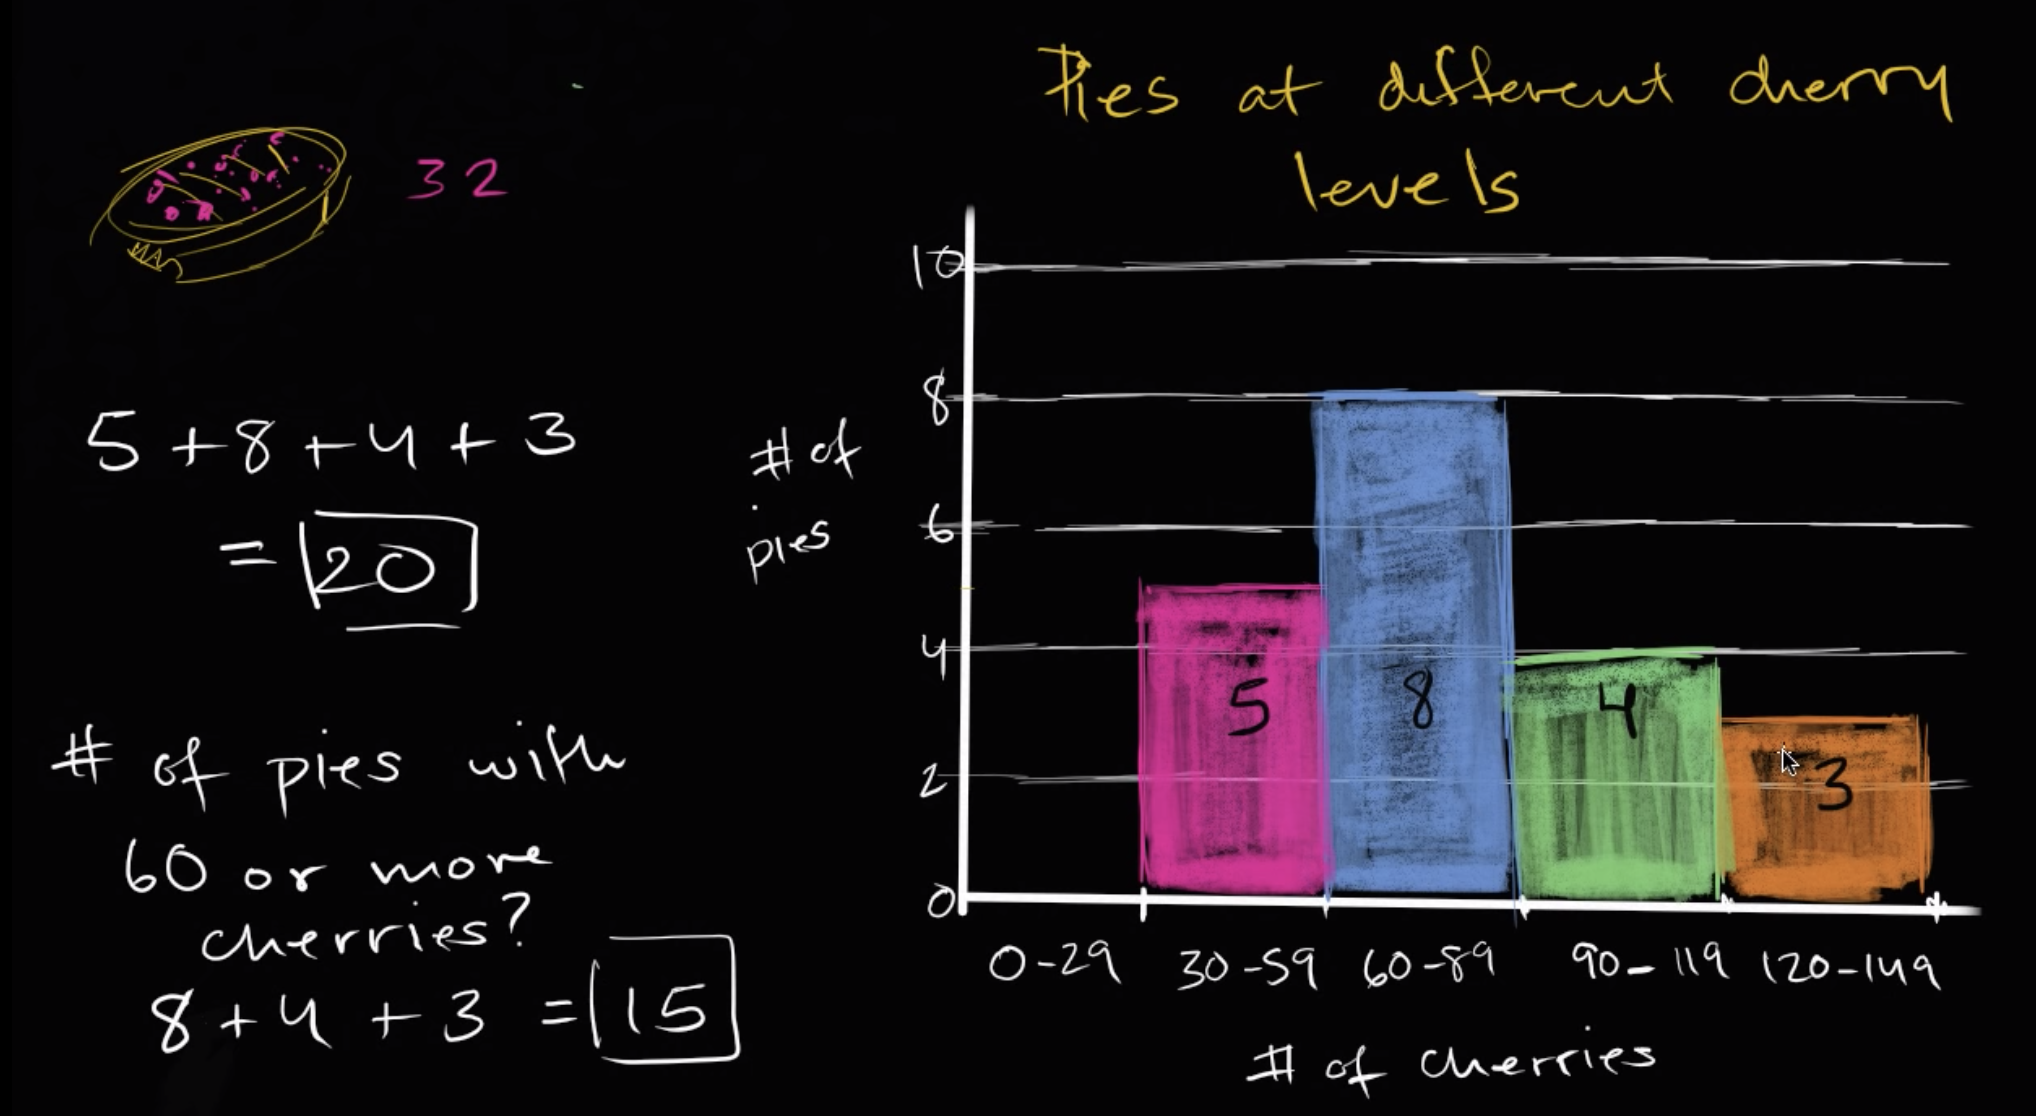 Pies at different cherry
levels
32
5 + 8 + 4 + 3
= 20
# of pies with
60 or more
cherries?
8 + 4 + 3 = 15
# of
pies
10
8
6
4
2
0
5
8
4
3
0-29 30-59 60-89 90-119 120-149
# of cherries